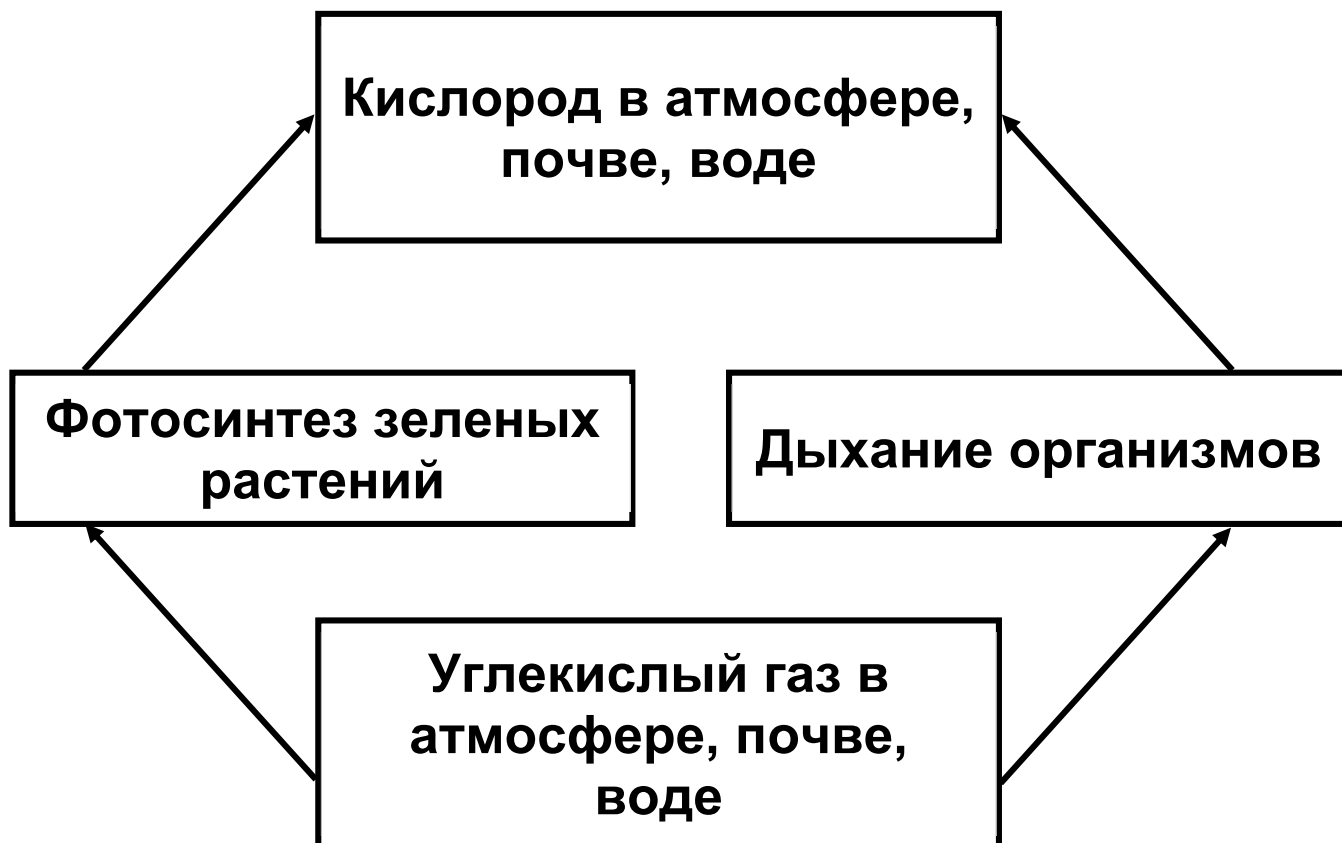 Кислород в атмосфере,
почве, воде
Фотосинтез зеленых
растений
Дыхание организмов
Углекислый газ в
атмосфере, почве,
воде